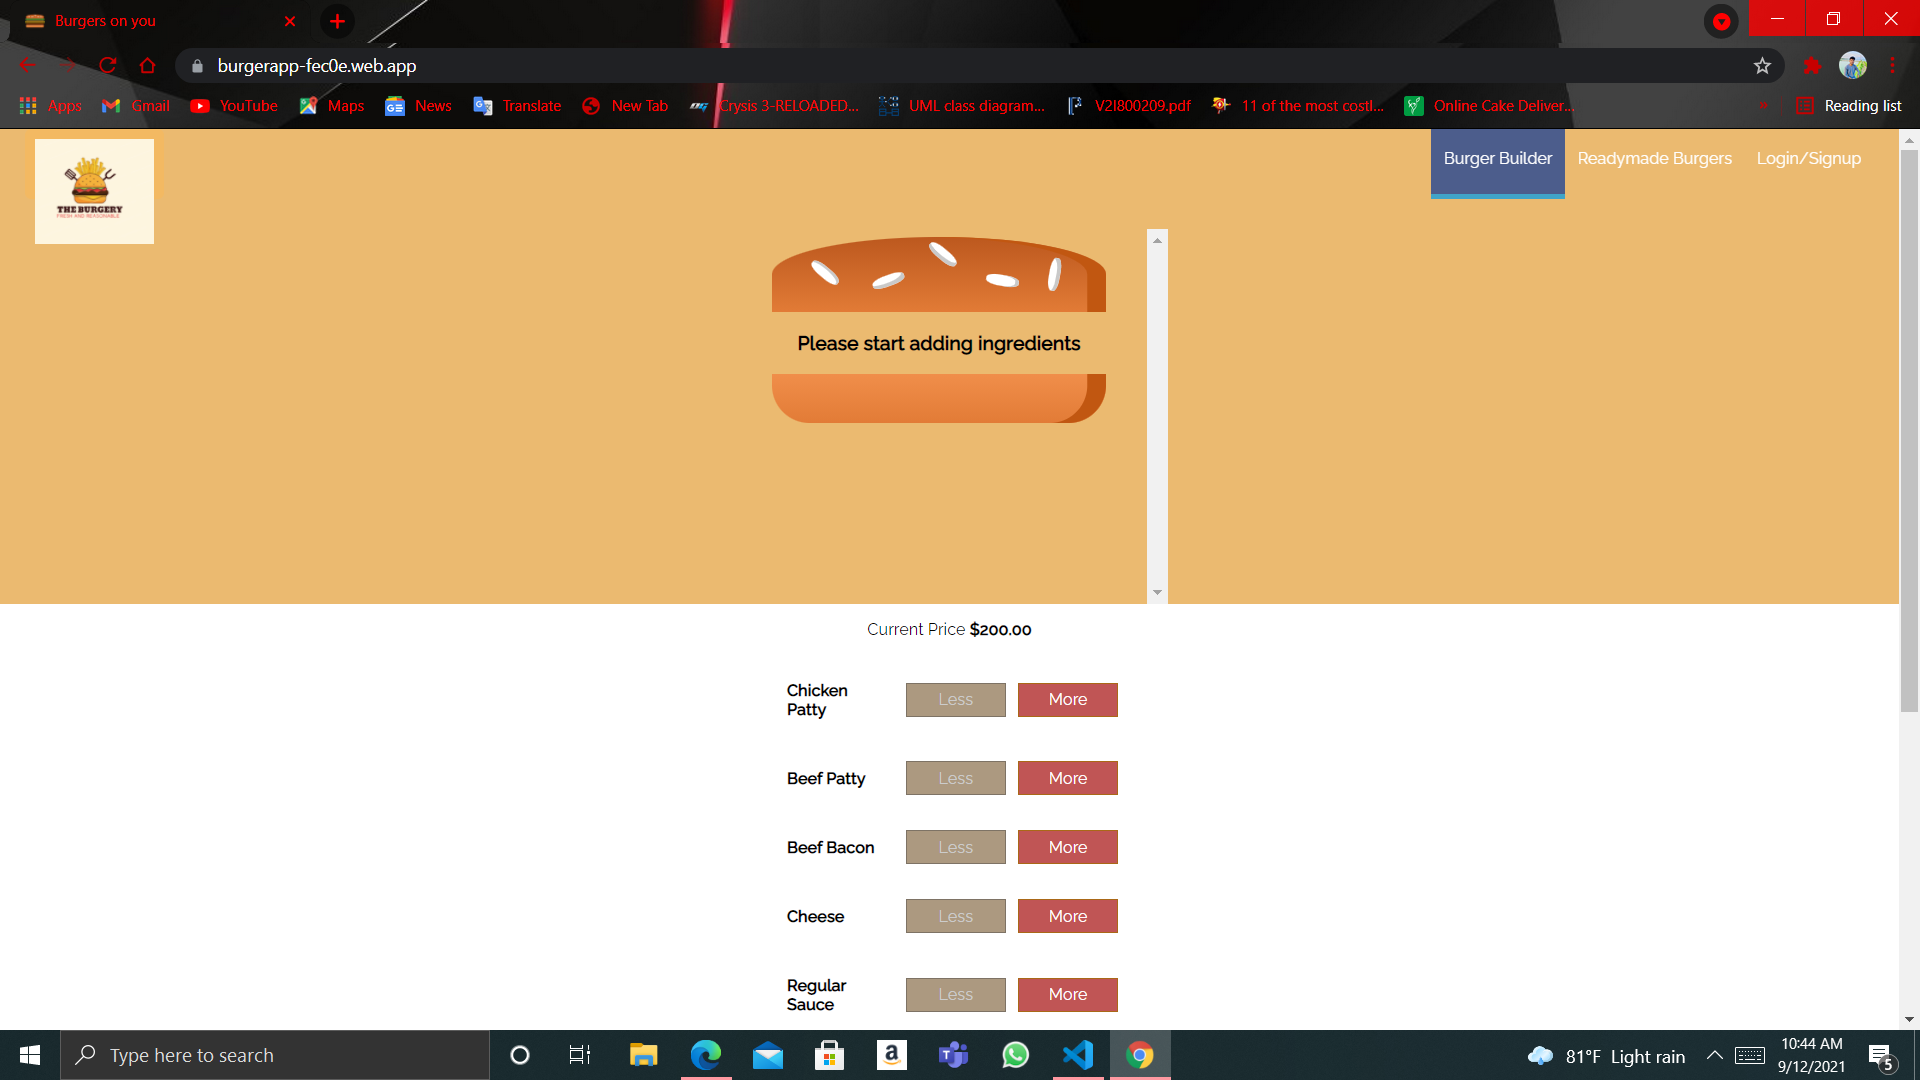 Burgers on you
burgerapp-fec0e.web.app
Apps Gmail YouTube Maps News Translate New Tab Crysis 3-RELOADED... UML class diagram... V2I800209.pdf 11 of the most costl... Online Cake Deliver... » Reading list
THE BURGERY
FRESH AND REASONABLE
Burger Builder Readymade Burgers Login/Signup
Please start adding ingredients
Current Price $200.00
Chicken
Patty
Less More
Beef Patty Less More
Beef Bacon Less More
Cheese Less More
Regular
Sauce
Less More
Type here to search
81°F Light rain
10:44 AM
9/12/2021
5